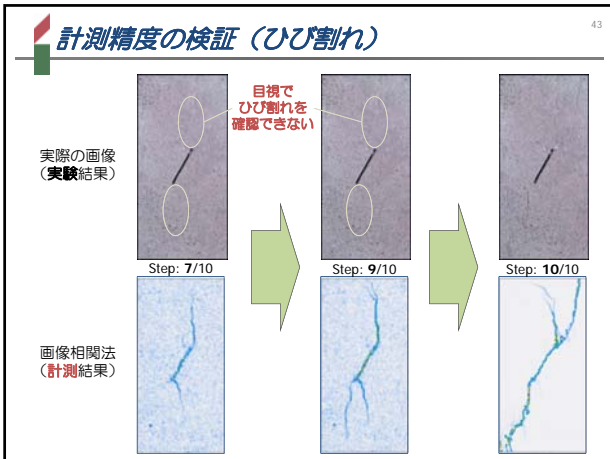 計測精度の検証(ひび割れ)
43
目視で
ひび割れを
確認できない
実際の画像
(実験結果)
Step: 7/10
Step: 9/10
Step: 10/10
画像相関法
(計測結果)